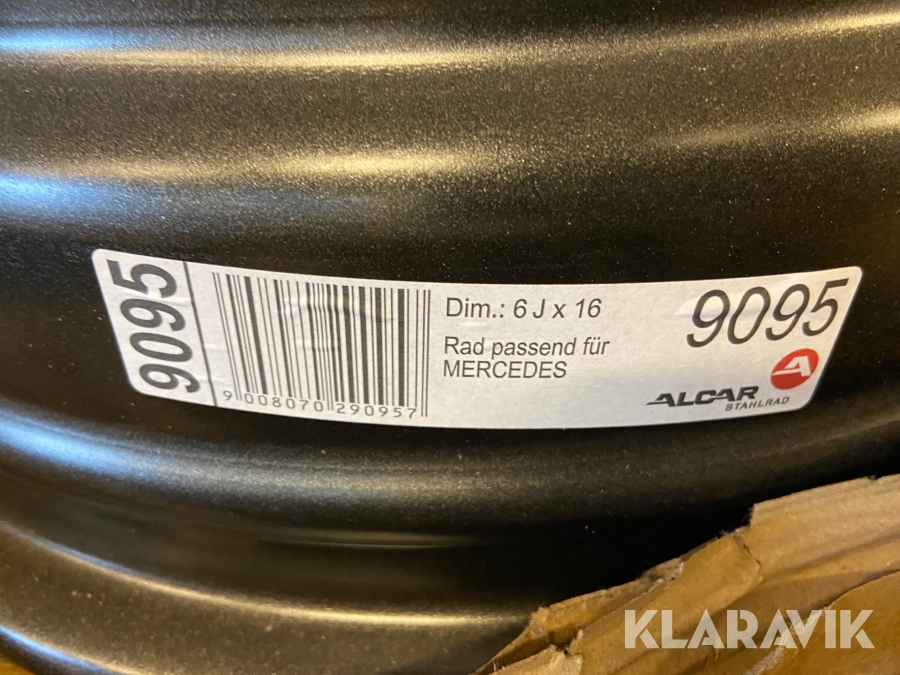 9095
9 008070 290957
Dim.: 6 J x 16
Rad passend für
MERCEDES
9095
ALCAR
STAHLRAD
KLARAVIK